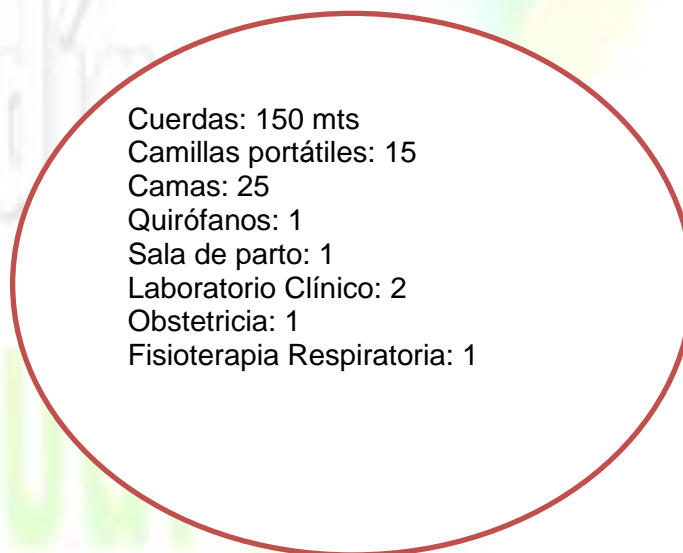 Cuerdas: 150 mts
Camillas portátiles: 15
Camas: 25
Quirófanos: 1
Sala de parto: 1
Laboratorio Clínico: 2
Obstetricia: 1
Fisioterapia Respiratoria: 1